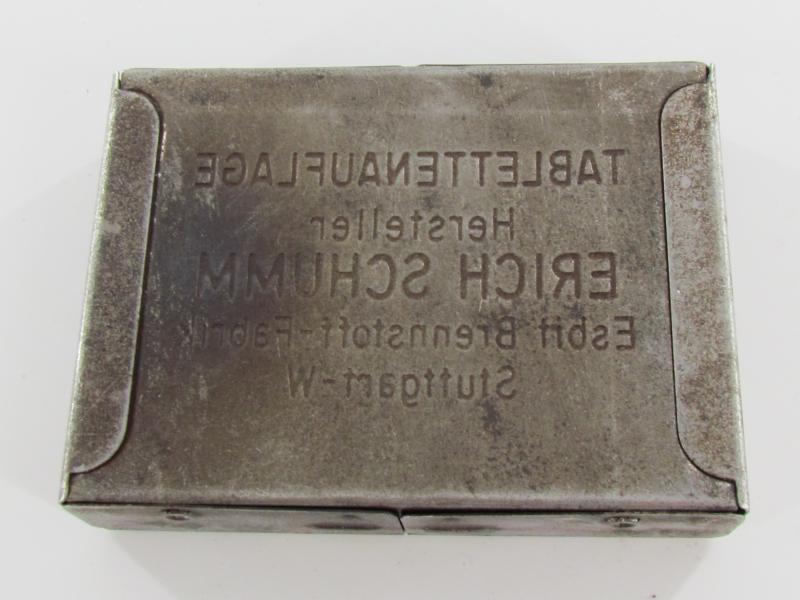 TABLETTENAUFLAGE
Hersteller
ERICH SCHUMM
Esbit Brennstoff-Fabrik
Stuttgart-W